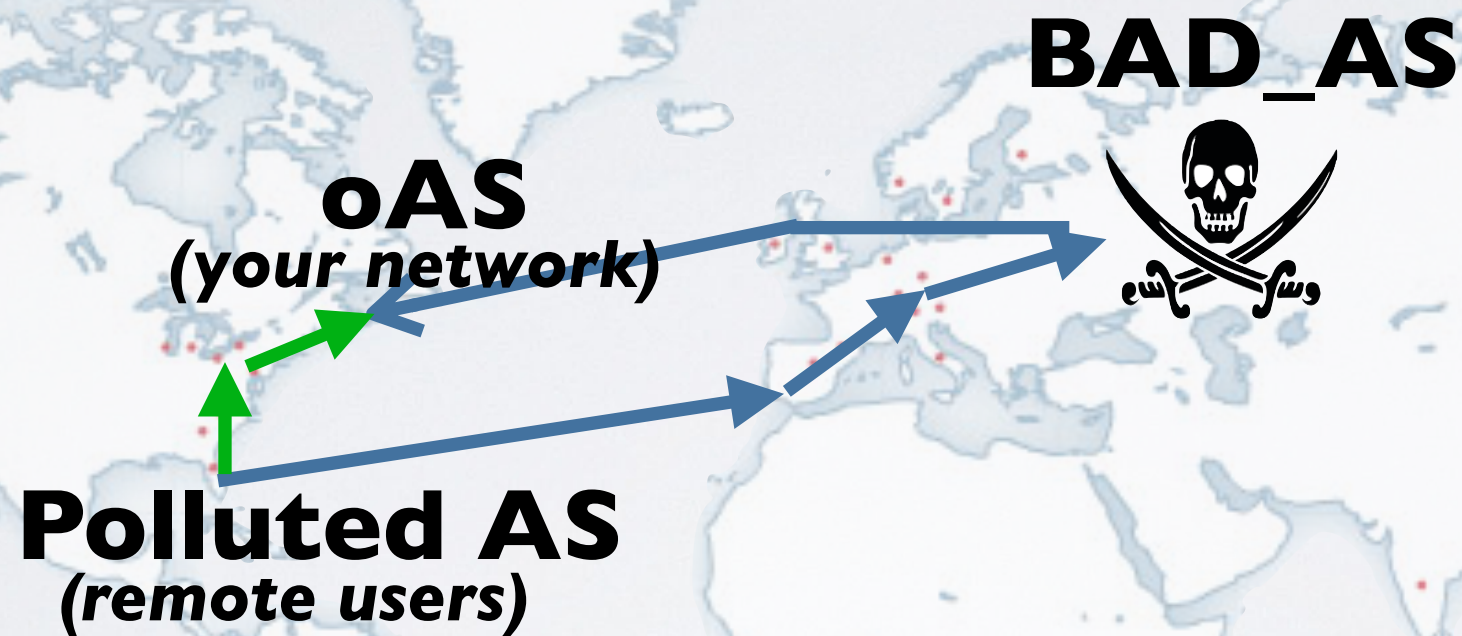 BAD_AS
oAS
(your network)
Polluted AS
(remote users)